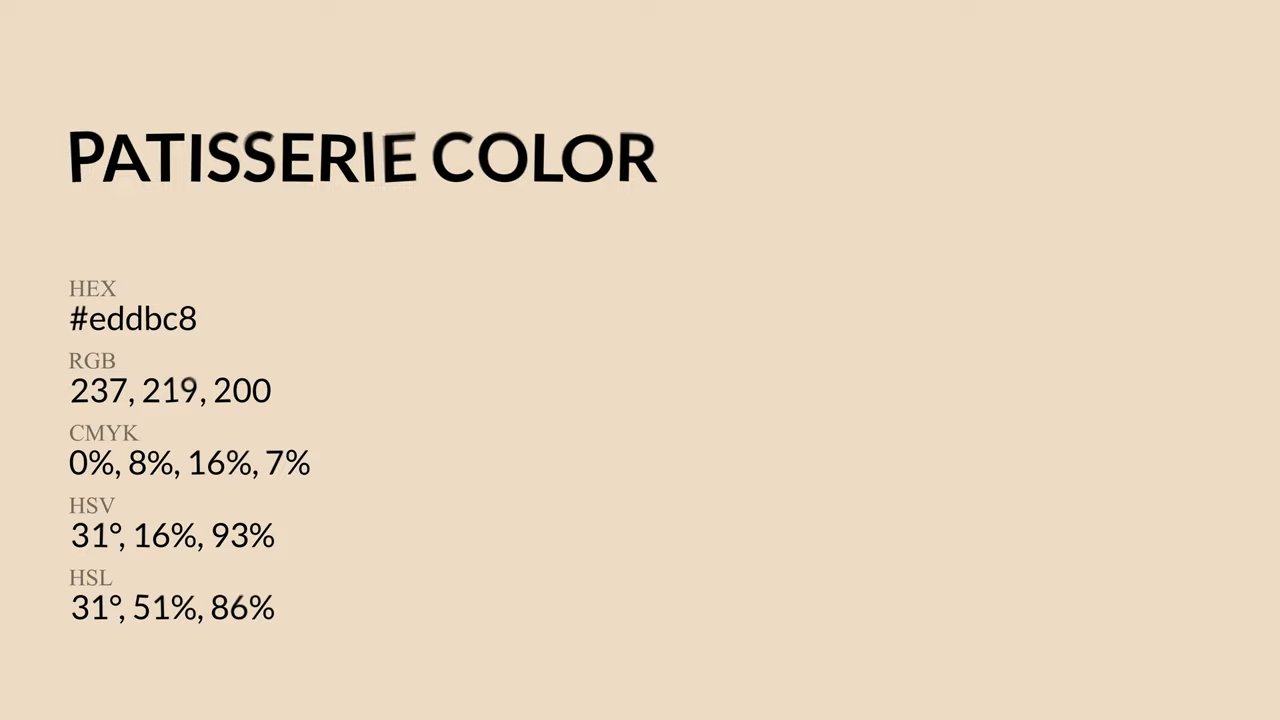 PATISSERIE COLOR
HEX
#eddbc8
RGB
237, 219, 200
CMYK
0%, 8%, 16%, 7%
HSV
31°, 16%, 93%
HSL
31°, 51%, 86%